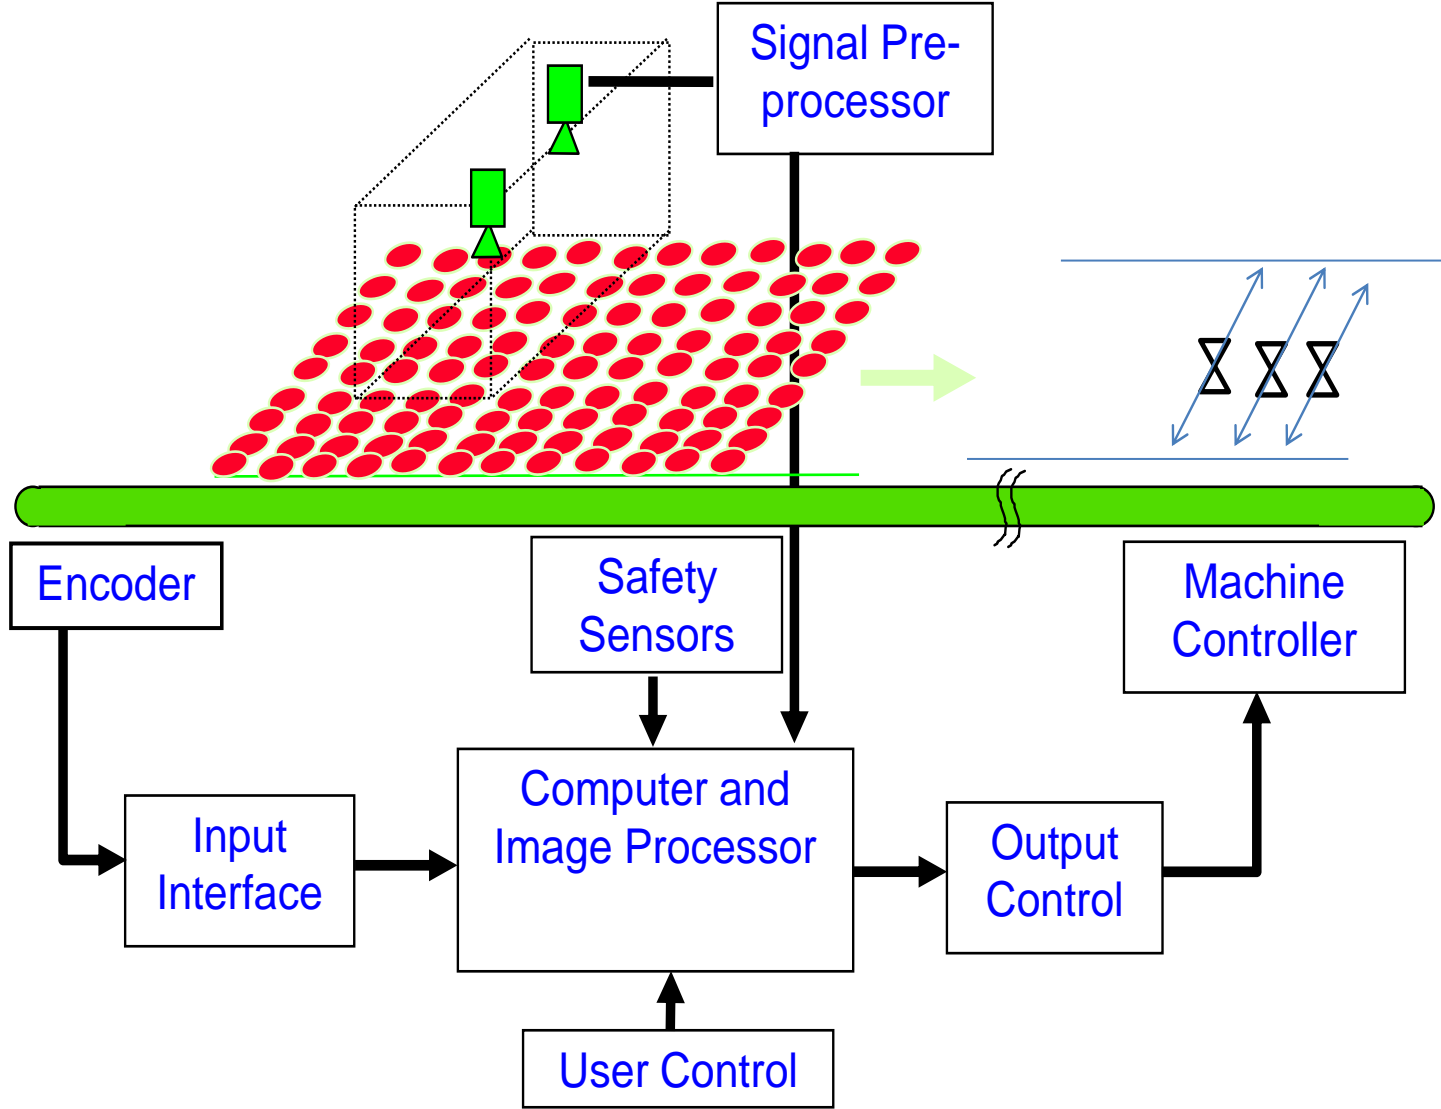 Signal Pre-
processor
Encoder
Safety
Sensors
Machine
Controller
Computer and
Image Processor
Input
Interface
Output
Control
User Control